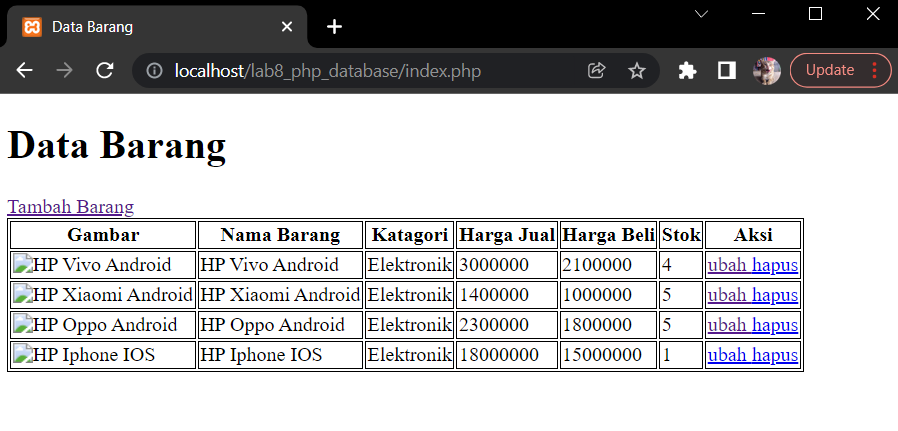 Data Barang
localhost/lab8_php_database/index.php
Update
Data Barang
Tambah Barang
Gambar Nama Barang Katagori Harga Jual Harga Beli Stok Aksi
HP Vivo Android HP Vivo Android Elektronik 3000000 2100000 4 ubah hapus
HP Xiaomi Android HP Xiaomi Android Elektronik 1400000 1000000 5 ubah hapus
HP Oppo Android HP Oppo Android Elektronik 2300000 1800000 5 ubah hapus
HP Iphone IOS HP Iphone IOS Elektronik 18000000 15000000 1 ubah hapus